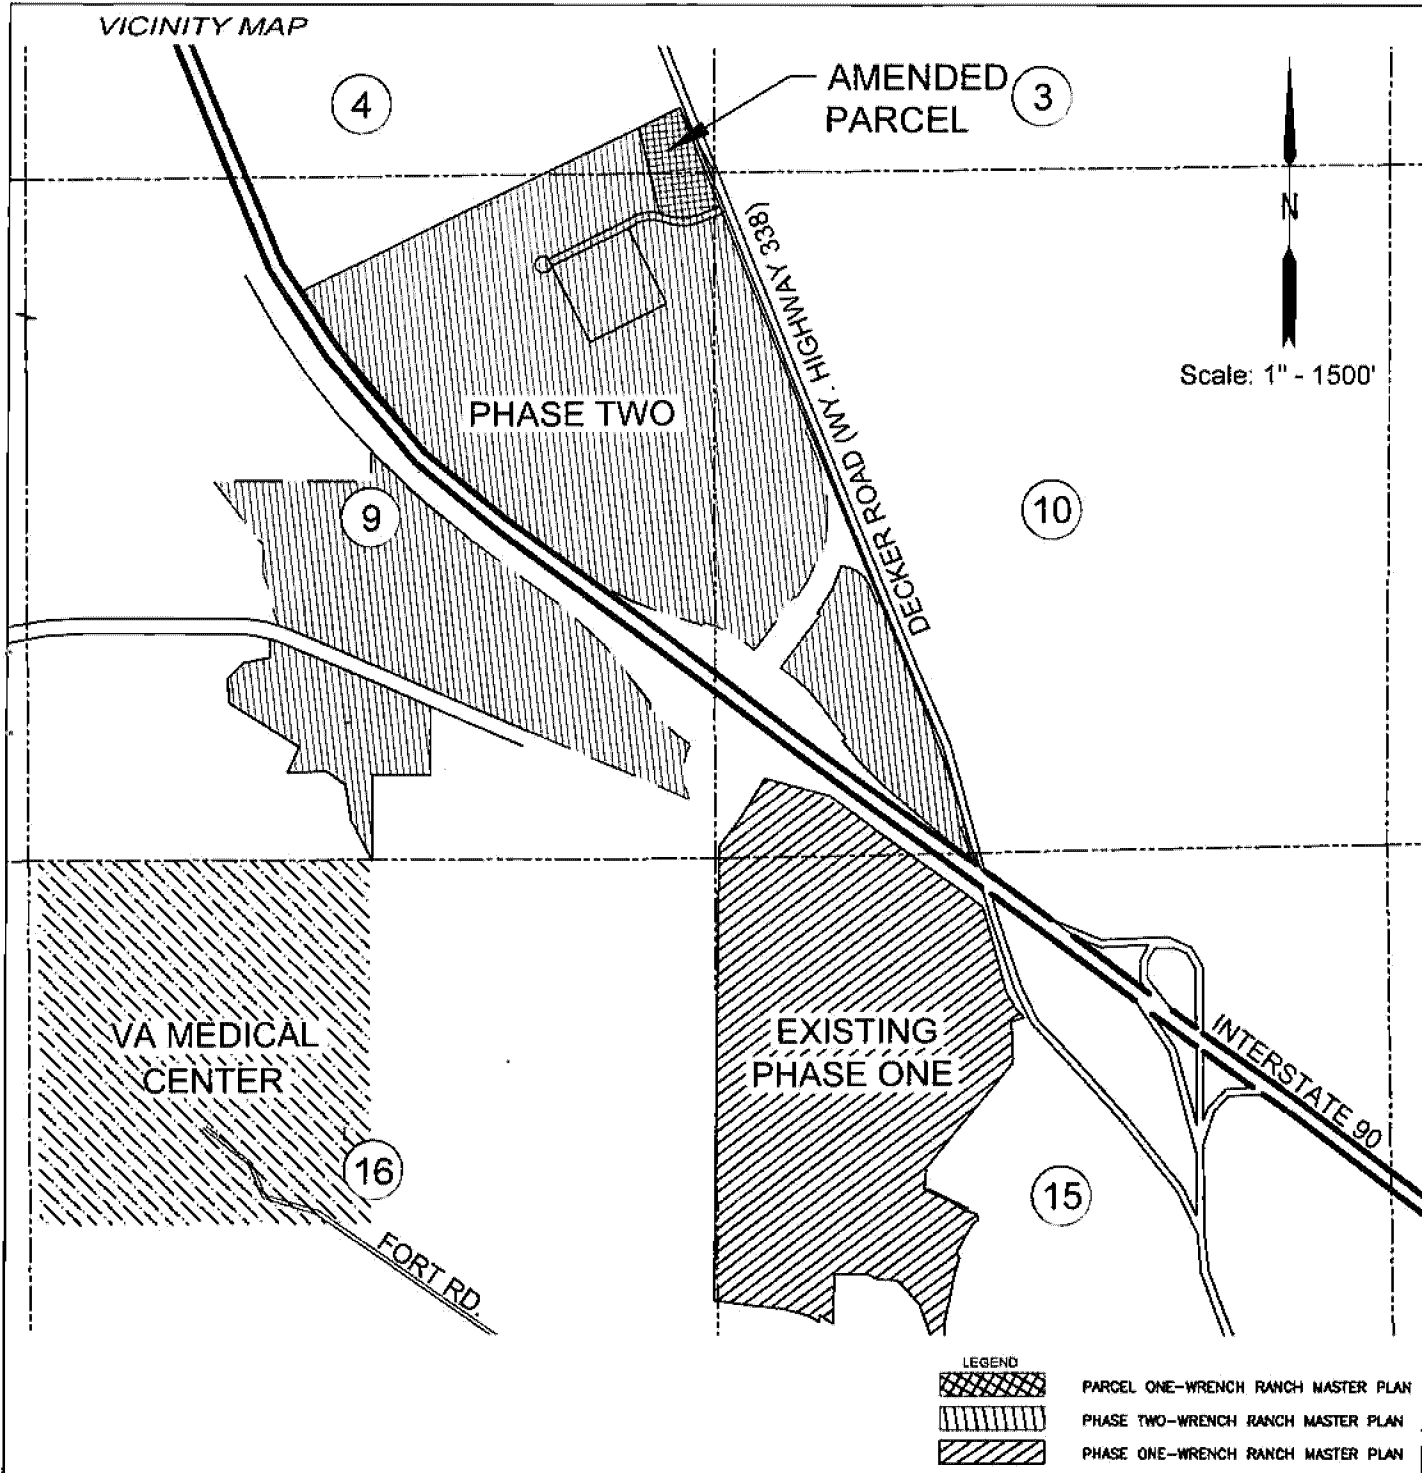 VICINITY MAP
4
AMENDED
PARCEL
3
N
Scale: 1" - 1500'
DECKER ROAD (WY. HIGHWAY 338)
PHASE TWO
9
10
VA MEDICAL
CENTER
EXISTING
PHASE ONE
INTERSTATE 90
16
15
FORT RD.
LEGEND
PARCEL ONE-WRENCH RANCH MASTER PLAN
PHASE TWO-WRENCH RANCH MASTER PLAN
PHASE ONE-WRENCH RANCH MASTER PLAN